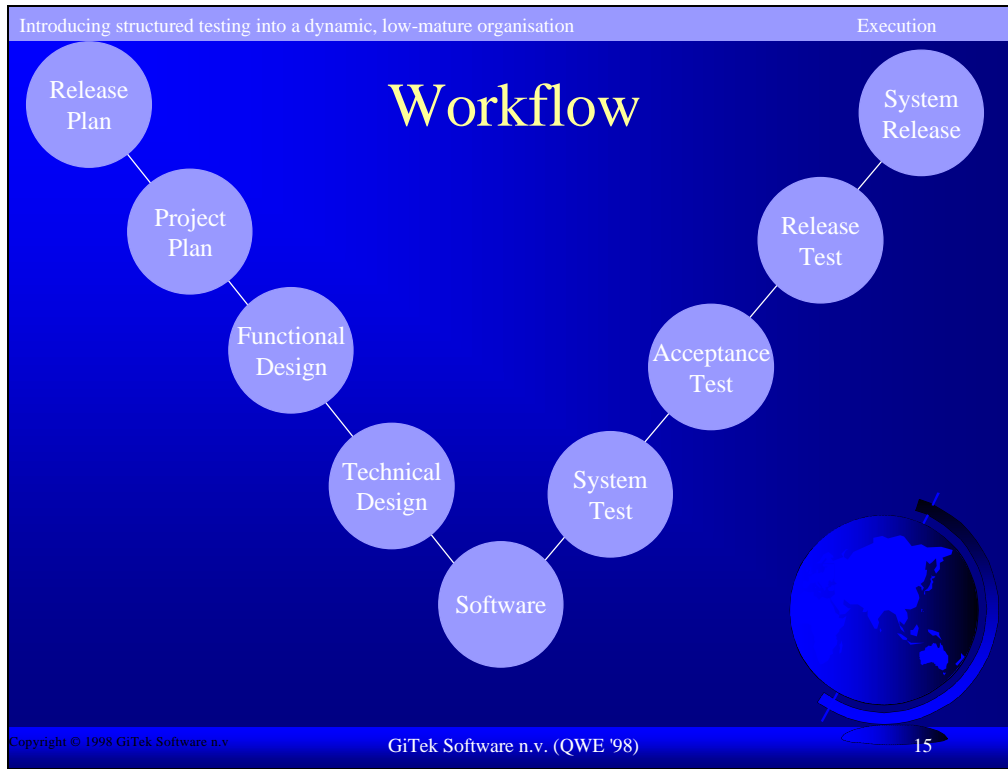 Introducing structured testing into a dynamic, low-mature organisation
Execution
Workflow
Release
Plan
Project
Plan
Functional
Design
Technical
Design
Software
System
Test
Acceptance
Test
Release
Test
System
Release
Copyright © 1998 GiTek Software n.v.
GiTek Software n.v. (QWE '98)
15